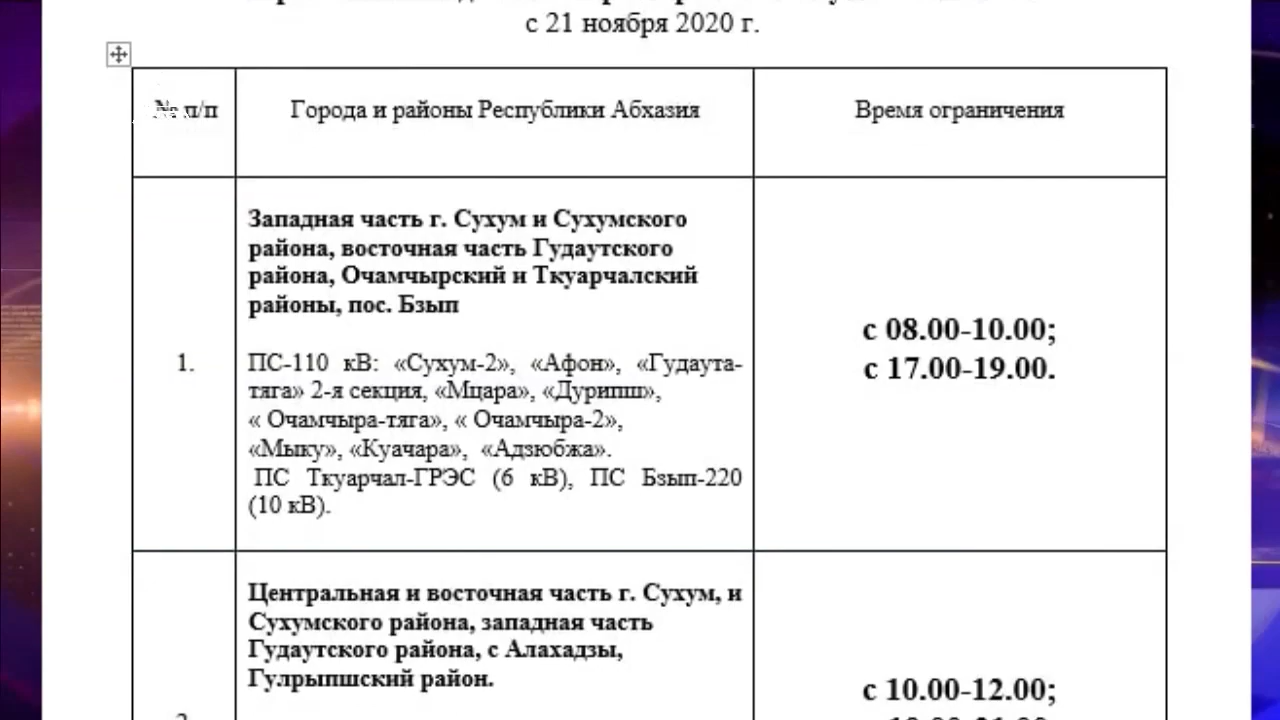 с 21 ноября 2020 г.
№ п/п
Города и районы Республики Абхазия
Время ограничения
1.
Западная часть г. Сухум и Сухумского
района, восточная часть Гудаутского
района, Очамчырский и Ткуарчалский
районы, пос. Бзып
ПС-110 кВ: «Сухум-2», «Афон», «Гудаута-
тяга» 2-я секция, «Мцара», «Дурипш»,
« Очамчыра-тяга», « Очамчыра-2»,
«Мыку», «Куачара», «Адзюбжа».
ПС Ткуарчал-ГРЭС (6 кВ), ПС Бзып-220
(10 кВ).
с 08.00-10.00;
с 17.00-19.00.
Центральная и восточная часть г. Сухум, и
Сухумского района, западная часть
Гудаутского района, с Алахадзы,
Гулрыпшский район.
с 10.00-12.00;